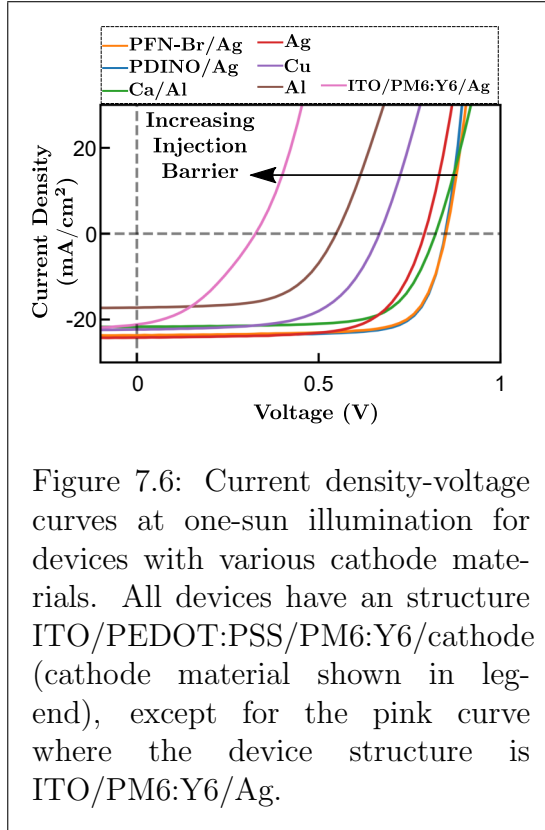 PFN-Br/Ag
Ag
PDINO/Ag
Cu
Ca/Al
Al
ITO/PM6:Y6/Ag
Increasing
Injection
Barrier
Current Density
(mA/cm²)
20
0
-20
0
0.5
1
Voltage (V)
Figure 7.6: Current density-voltage
curves at one-sun illumination for
devices with various cathode mate-
rials. All devices have an structure
ITO/PEDOT:PSS/PM6:Y6/cathode
(cathode material shown in leg-
end), except for the pink curve
where the device structure is
ITO/PM6:Y6/Ag.